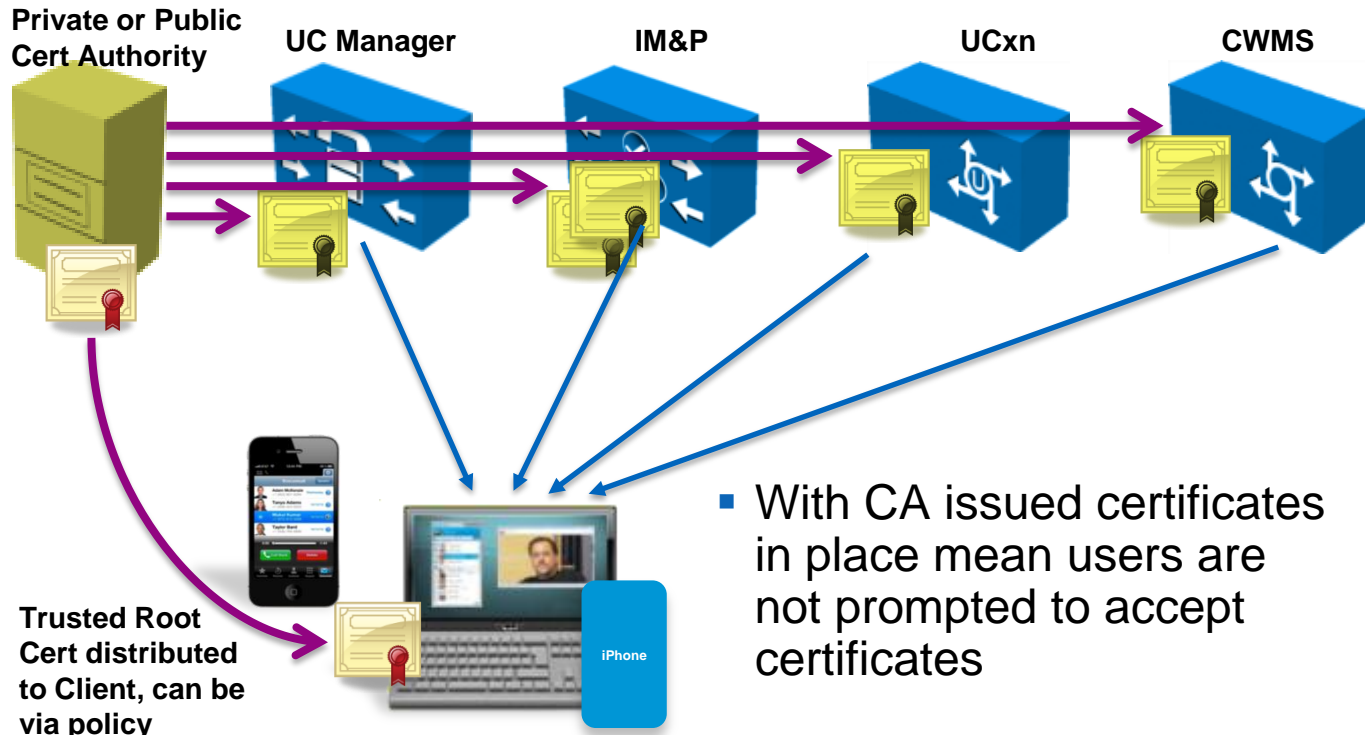 Private or Public
Cert Authority
UC Manager
IM&P
UCxn
CWMS
U
Trusted Root
Cert distributed
to Client, can be
via policy
iPhone
▪ With CA issued certificates
in place mean users are
not prompted to accept
certificates